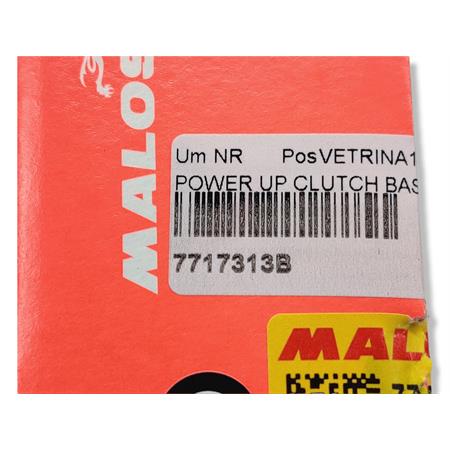 MALOS
Um NR PosVETRINA1
POWER UP CLUTCH BAS
7717313B
MALO